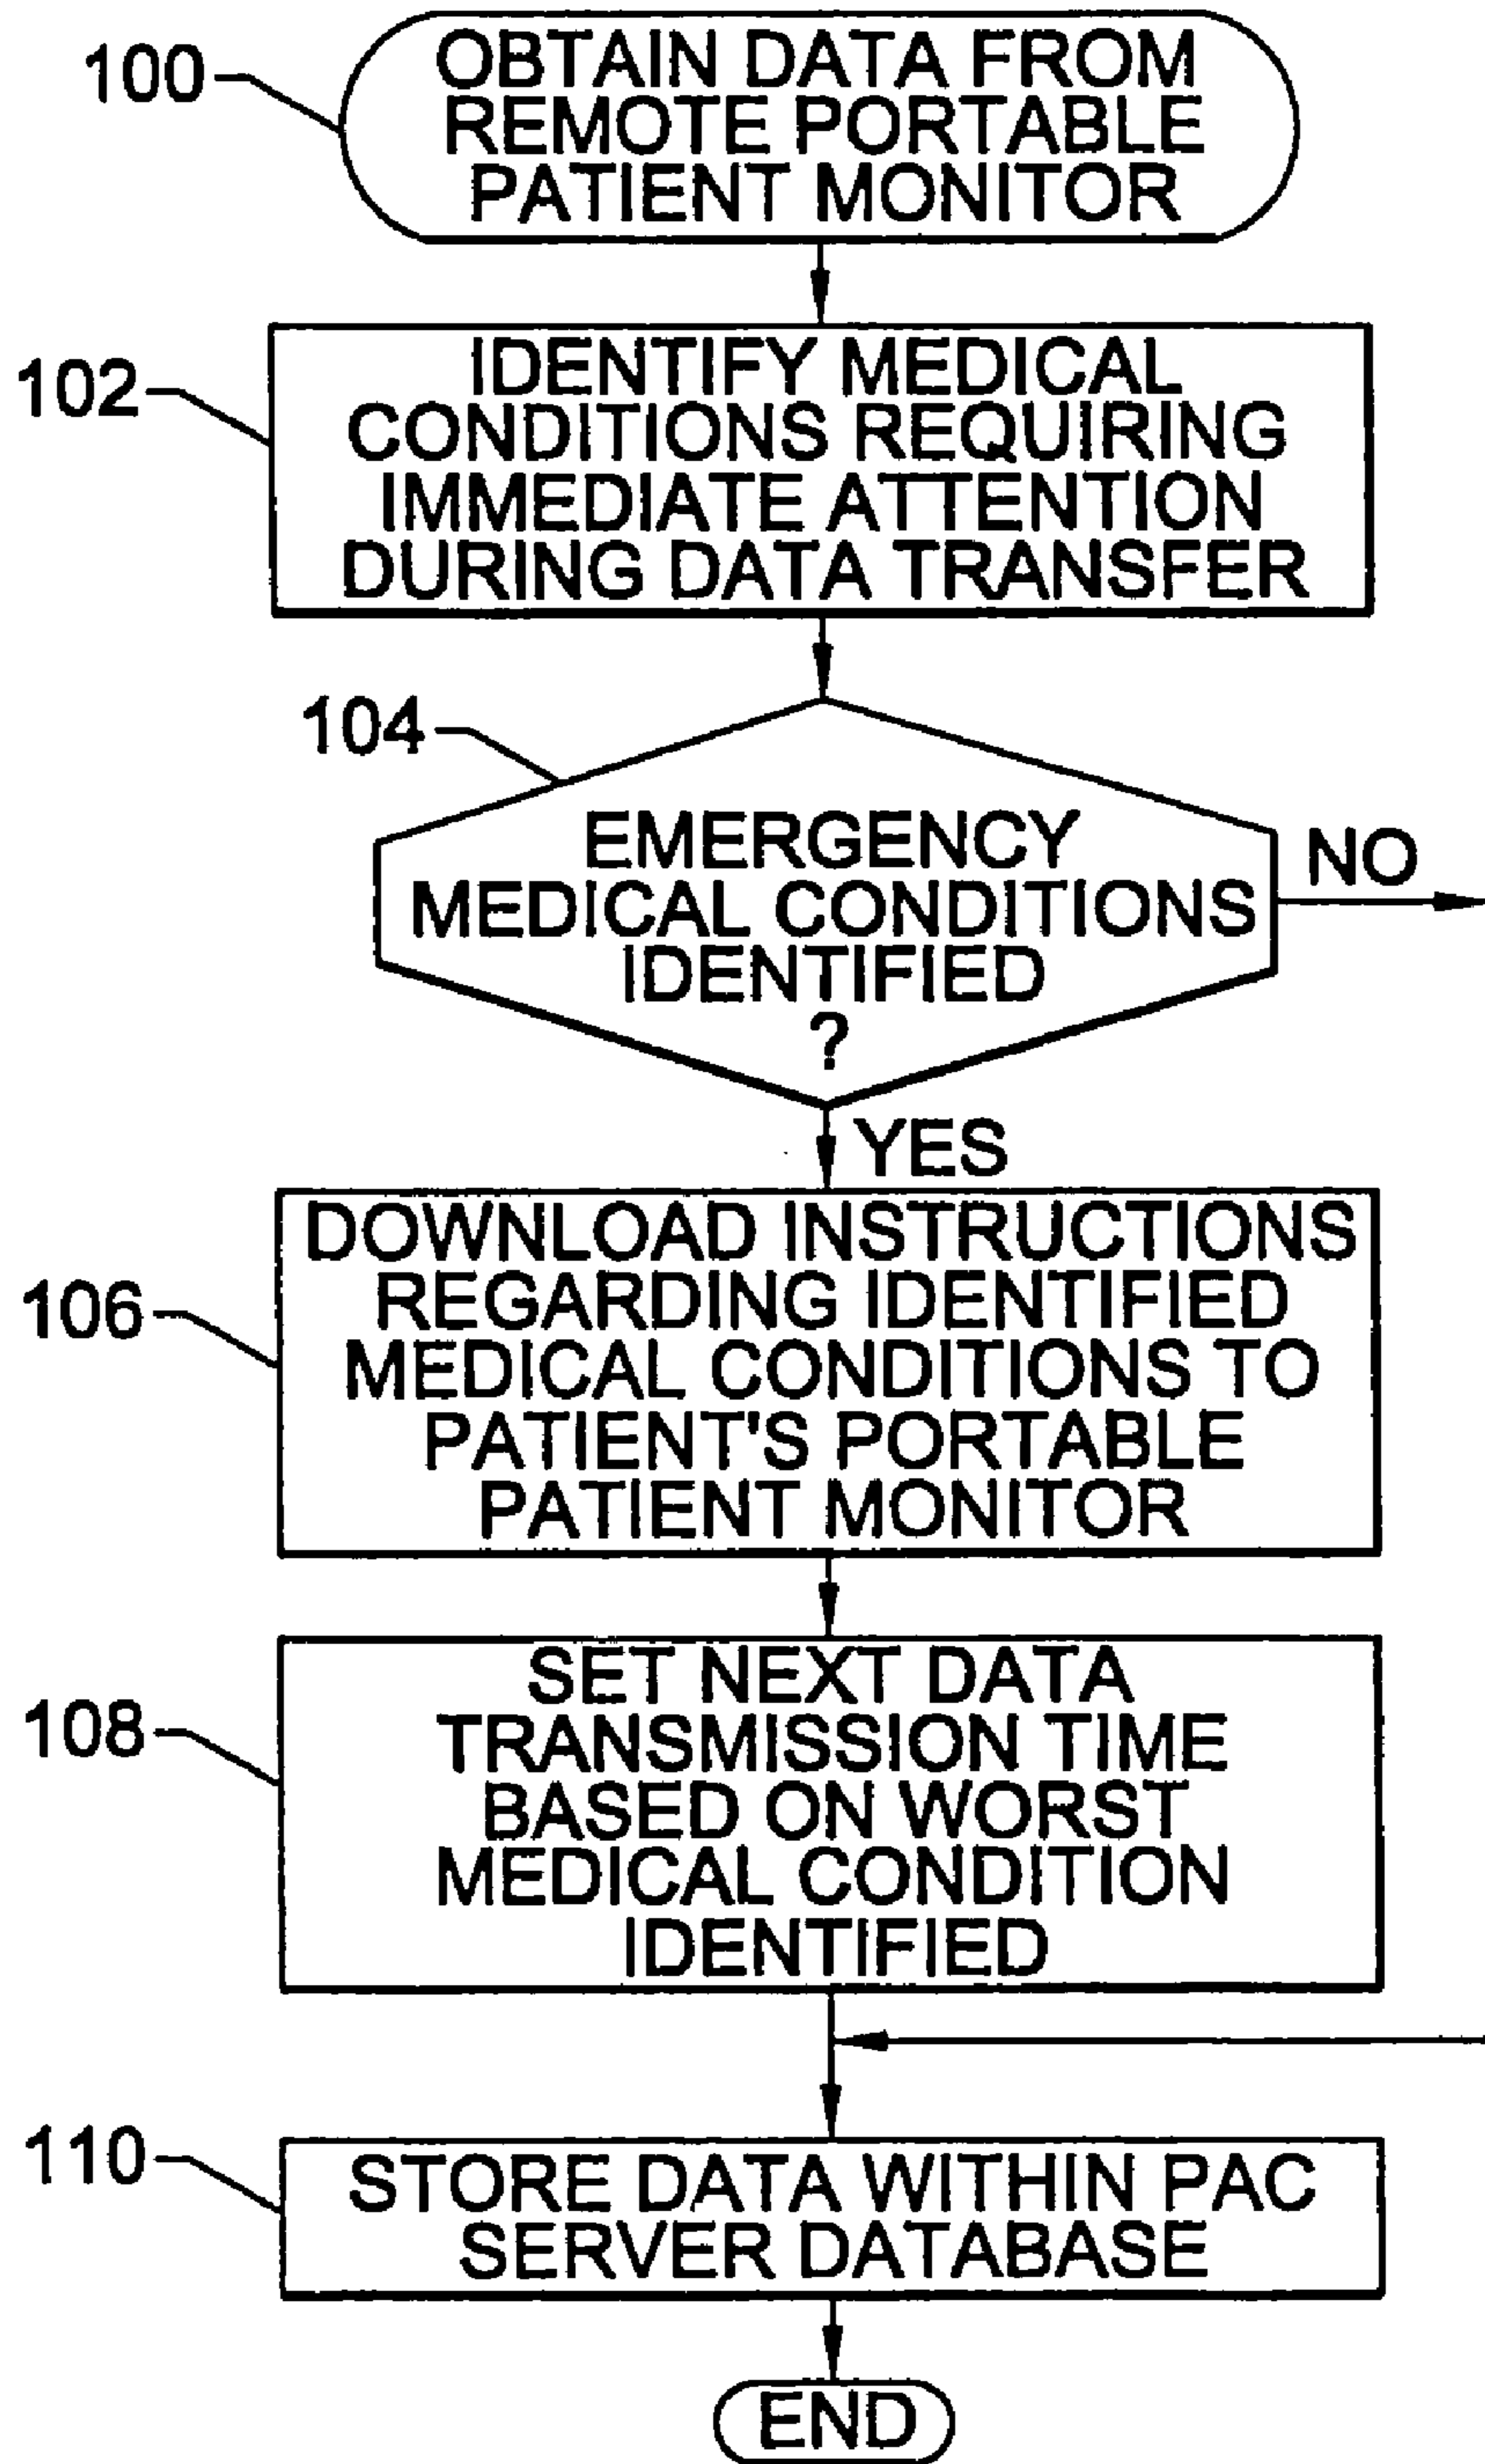 100
OBTAIN DATA FROM
REMOTE PORTABLE
PATIENT MONITOR
102
IDENTIFY MEDICAL
CONDITIONS REQUIRING
IMMEDIATE ATTENTION
DURING DATA TRANSFER
104
EMERGENCY
MEDICAL CONDITIONS
IDENTIFIED
?
NO
YES
106
DOWNLOAD INSTRUCTIONS
REGARDING IDENTIFIED
MEDICAL CONDITIONS TO
PATIENT'S PORTABLE
PATIENT MONITOR
108
SET NEXT DATA
TRANSMISSION TIME
BASED ON WORST
MEDICAL CONDITION
IDENTIFIED
110
STORE DATA WITHIN PAC
SERVER DATABASE
END